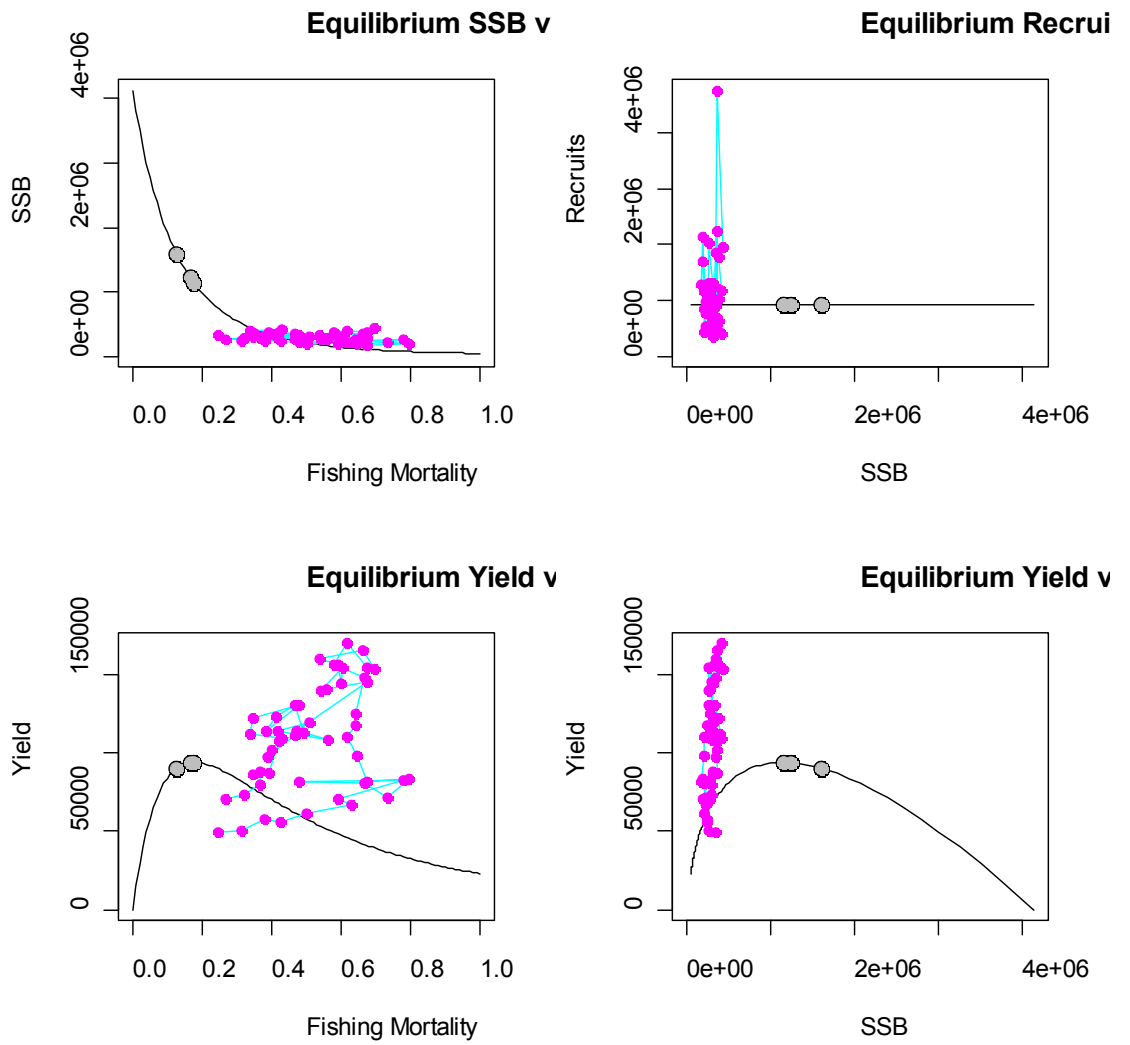 Equilibrium SSB v
SSB
0e+00 2e+06 4e+06
0.0 0.2 0.4 0.6 0.8 1.0
Fishing Mortality
Equilibrium Recrui
Recruits
0e+00 2e+06 4e+06
0e+00 2e+06 4e+06
SSB
Equilibrium Yield v
Yield
0 50000 150000
0.0 0.2 0.4 0.6 0.8 1.0
Fishing Mortality
Equilibrium Yield v
Yield
0 50000 150000
0e+00 2e+06 4e+06
SSB